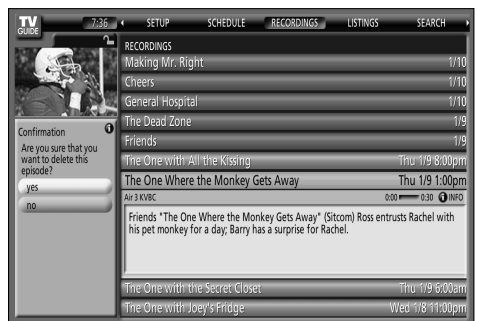 TV GUIDE
7:36
SETUP SCHEDULE RECORDINGS LISTINGS SEARCH
RECORDINGS
Making Mr. Right 1/10
Cheers 1/10
General Hospital 1/10
The Dead Zone 1/9
Friends 1/9
The One with All the Kissing Thu 1/9 8:00pm
The One Where the Monkey Gets Away Thu 1/9 1:00pm
Air 3 KVBC 0:00 0:30 i INFO
Friends "The One Where the Monkey Gets Away" (Sitcom) Ross entrusts Rachel with
his pet monkey for a day; Barry has a surprise for Rachel.
The One with the Secret Closet Thu 1/9 6:00am
The One with Joey's Fridge Wed 1/8 11:00pm
Confirmation i
Are you sure that you
want to delete this
episode?
yes
no